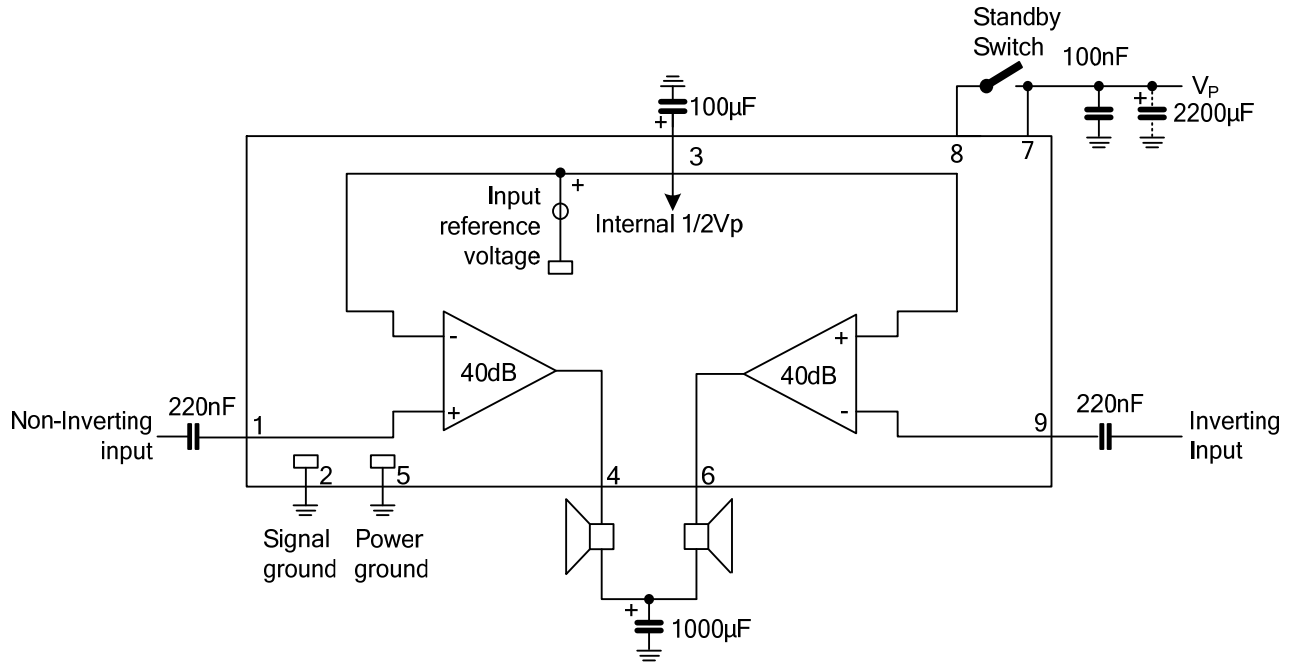 Standby
Switch
100nF
VP
+
2200μF
100μF
+
3
8
7
Input
reference
voltage
+
Internal 1/2Vp
-
40dB
+
+
40dB
-
Non-Inverting
input
220nF
1
9
220nF
Inverting
Input
2
5
4
6
Signal
ground
Power
ground
+
1000μF